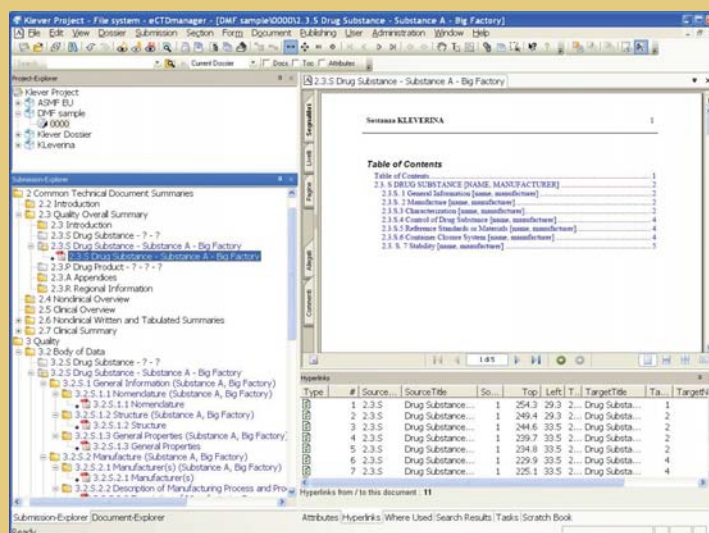 Klever Project - File system - eCTDmanager - [DMF sample\0000\2.3.S Drug Substance - Substance A - Big Factory]
File Edit View Dossier Submission Section Form Document Publishing User Administration Window Help
Search... Current Dossier Docs Toc Attributes
Project-Explorer
Klever Project
ASMF EU
DMF sample
0000
Klever Dossier
KLeverina
Submission-Explorer
2 Common Technical Document Summaries
2.2 Introduction
2.3 Quality Overall Summary
2.3 Introduction
2.3.S Drug Substance - ? - ?
2.3.S Drug Substance - Substance A - Big Factory
2.3.S Drug Substance - Substance A - Big Factory
2.3.P Drug Product - ? - ? - ?
2.3.A Appendices
2.3.R Regional Information
2.4 Nonclinical Overview
2.5 Clinical Overview
2.6 Nonclinical Written and Tabulated Summaries
2.7 Clinical Summary
3 Quality
3.2 Body of Data
3.2.S Drug Substance - ? - ?
3.2.S Drug Substance - Substance A - Big Factory
3.2.S.1 General Information (Substance A, Big Factory)
3.2.S.1.1 Nomenclature (Substance A, Big Factory)
3.2.S.1.1 Nomenclature
3.2.S.1.2 Structure (Substance A, Big Factory)
3.2.S.1.2 Structure
3.2.S.1.3 General Properties (Substance A, Big Factory)
3.2.S.1.3 General Properties
3.2.S.2 Manufacture (Substance A, Big Factory)
3.2.S.2.1 Manufacturer(s) (Substance A, Big Factory)
3.2.S.2.1 Manufacturer(s)
3.2.S.2.2 Description of Manufacturing Process and Pro
Submission-Explorer Document-Explorer
Ready
2.3.S Drug Substance - Substance A - Big Factory
Segnalibri
Livelli
Pagine
Allegati
Commenti
Sostanza KLEVERINA 1
Table of Contents
Table of Contents 1
2.3. S DRUG SUBSTANCE [NAME, MANUFACTURER] 2
2.3.S. 1 General Information [name, manufacturer] 2
2.3.S. 2 Manufacture [name, manufacturer] 2
2.3.S.3 Characterization [name, manufacturer] 2
2.3.S.4 Control of Drug Substance [name, manufacturer] 4
2.3.S.5 Reference Standards or Materials [name, manufacturer] 4
2.3.S.6 Container Closure System [name, manufacturer] 4
2.3. S. 7 Stability [name, manufacturer] 5
1 di 5
Hyperlinks
Type # Source... SourceTitle So... Top Left T... TargetTitle Ta... TargetN
1 2.3.S Drug Substance... 1 254.3 29.3 2... Drug Substa... 1
2 2.3.S Drug Substance... 1 249.4 29.3 2... Drug Substa... 2
3 2.3.S Drug Substance... 1 244.6 33.5 2... Drug Substa... 2
4 2.3.S Drug Substance... 1 239.7 33.5 2... Drug Substa... 2
5 2.3.S Drug Substance... 1 234.8 33.5 2... Drug Substa... 2
6 2.3.S Drug Substance... 1 229.9 33.5 2... Drug Substa... 4
7 2.3.S Drug Substance... 1 225.1 33.5 2... Drug Substa... 4
Hyperlinks from / to this document : 11
Attributes Hyperlinks Where Used Search Results Tasks Scratch Book